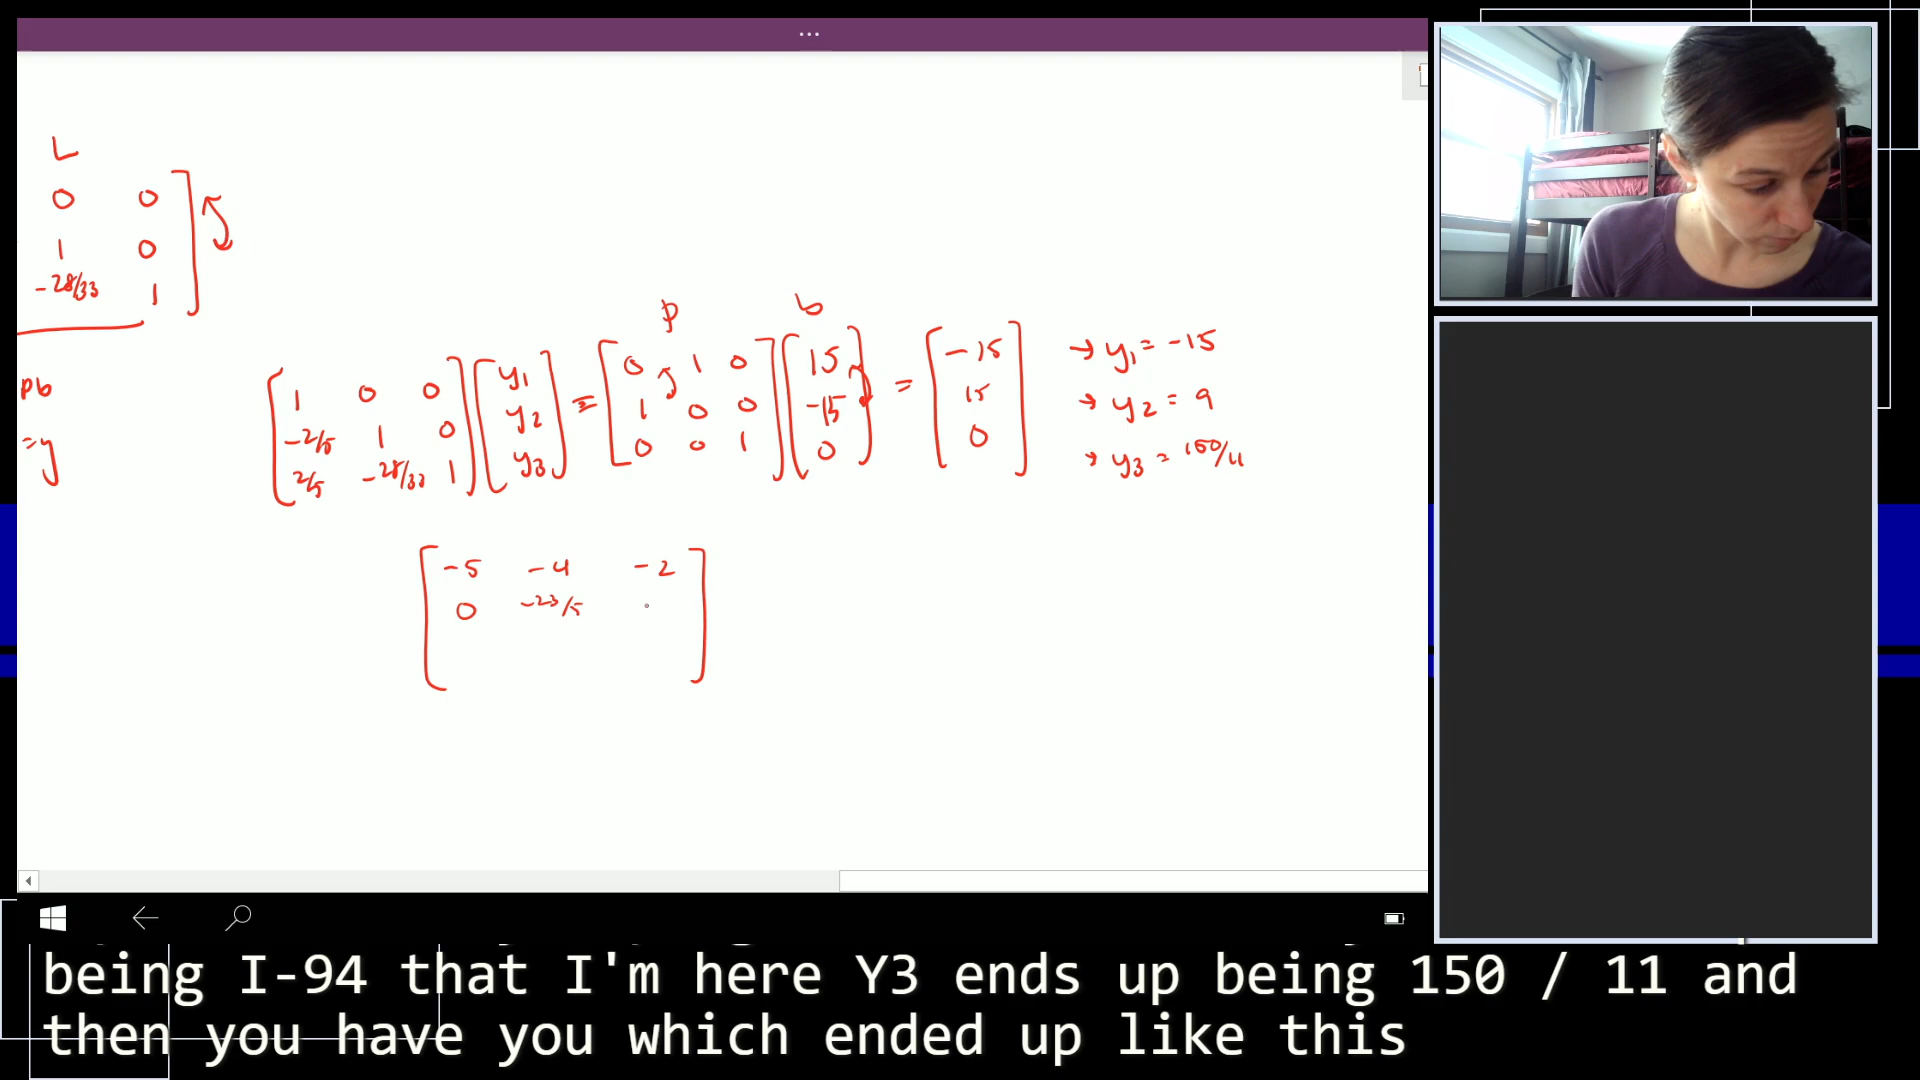 L
0 0
1 0
-28/33 1
P b
Pb
=y
1 0 0
-2/5 1 0
2/5 -28/33 1
y1
y2
y3
=
0 1 0
1 0 0
0 0 1
15
-15
0
=
-15
15
0
→ y1 = -15
→ y2 = 9
→ y3 = 150/11
-5 -4 -2
0 -23/5
being I-94 that I'm here Y3 ends up being 150 / 11 and
then you have you which ended up like this